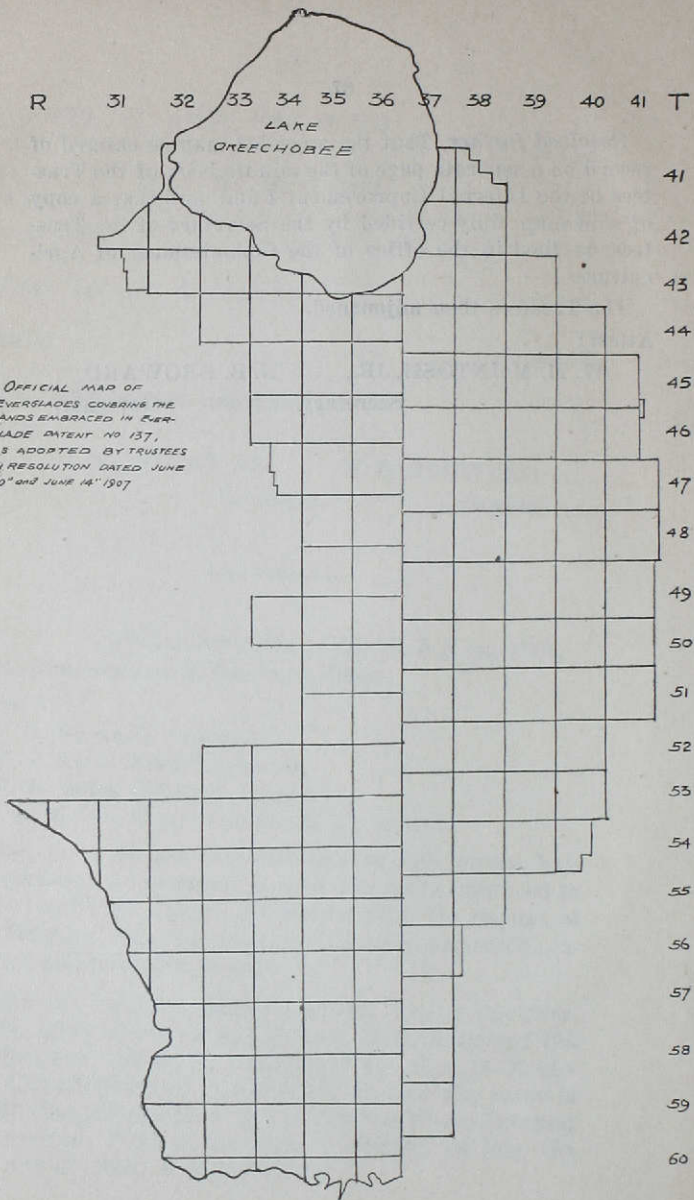 R 31 32 33 34 35 36 37 38 39 40 41 T
LAKE
OKEECHOBEE
41
42
43
44
OFFICIAL MAP OF
EVERGLADES COVERING THE
LANDS EMBRACED IN EVER-
GLADE PATENT NO 137,
AS ADOPTED BY TRUSTEES
IN RESOLUTION DATED JUNE
10" and JUNE 14" 1907
45
46
47
48
49
50
51
52
53
54
55
56
57
58
59
60